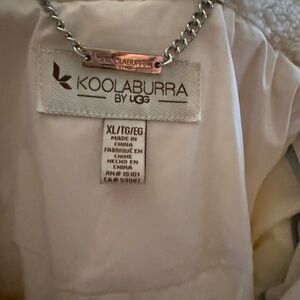 KOOLABURRA
KOOLABURRA
BY UGG
XL/TG/EG
MADE IN
CHINA
FABRIQUÉ EN
CHINE
HECHO EN
CHINA
RN# 15101
CA# 59087